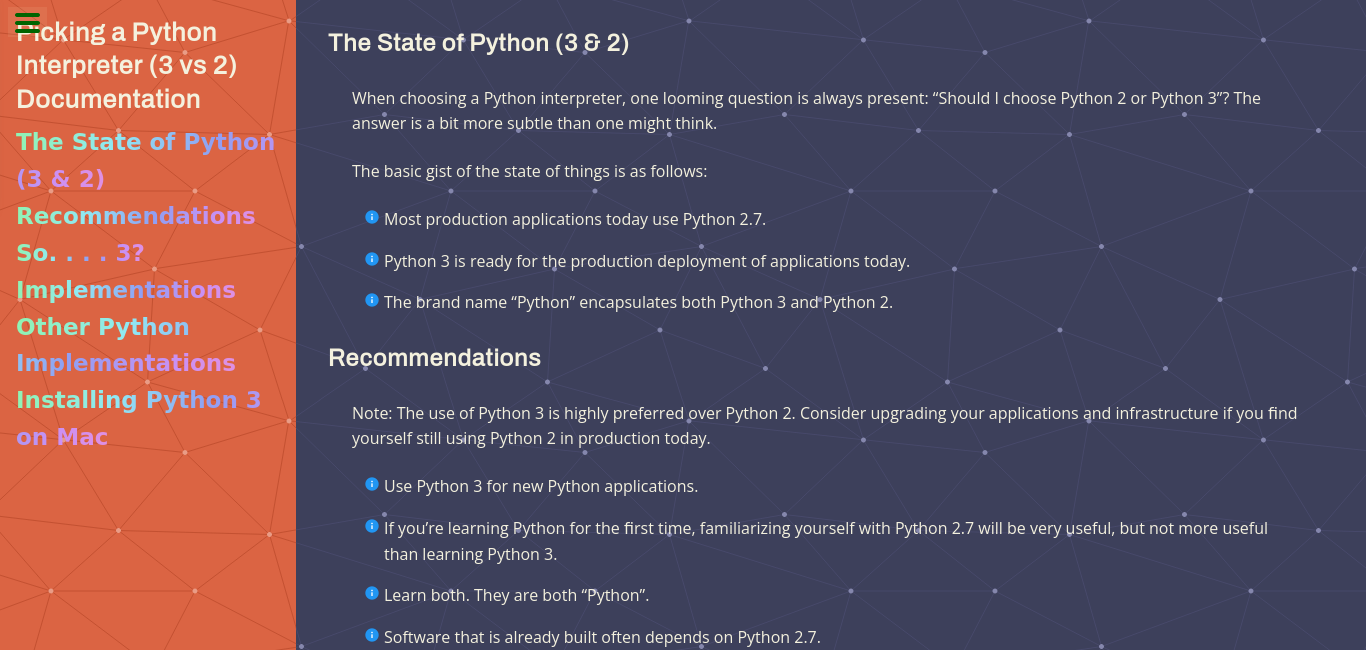 Picking a Python
Interpreter (3 vs 2)
Documentation
The State of Python
(3 & 2)
Recommendations
So. . . . 3?
Implementations
Other Python
Implementations
Installing Python 3
on Mac
The State of Python (3 & 2)
When choosing a Python interpreter, one looming question is always present: “Should I choose Python 2 or Python 3”? The
answer is a bit more subtle than one might think.
The basic gist of the state of things is as follows:
Most production applications today use Python 2.7.
Python 3 is ready for the production deployment of applications today.
The brand name “Python” encapsulates both Python 3 and Python 2.
Recommendations
Note: The use of Python 3 is highly preferred over Python 2. Consider upgrading your applications and infrastructure if you find
yourself still using Python 2 in production today.
Use Python 3 for new Python applications.
If you’re learning Python for the first time, familiarizing yourself with Python 2.7 will be very useful, but not more useful
than learning Python 3.
Learn both. They are both “Python”.
Software that is already built often depends on Python 2.7.